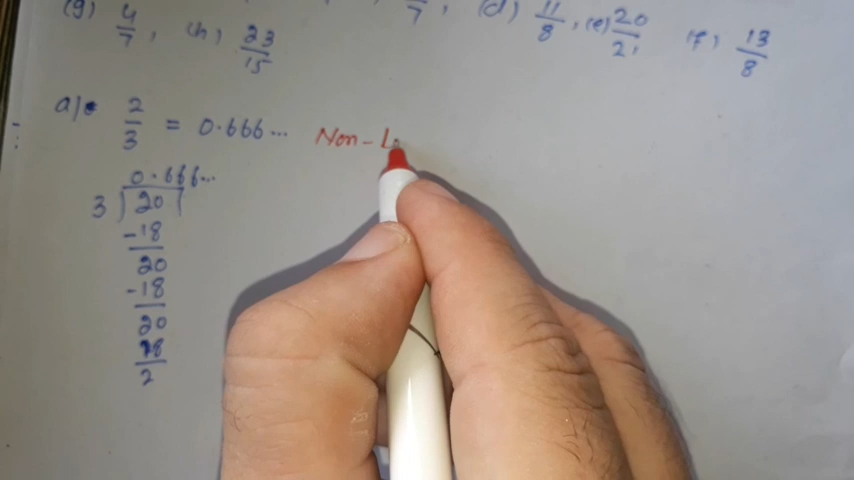 /7, (d) 11/8, (e) 20/21 (f) 13/8
(g) 4/7, (h) 23/15
a/. 2/3 = 0.666... Non-
0.666...
3 ) 20
-18
20
-18
20
18
2